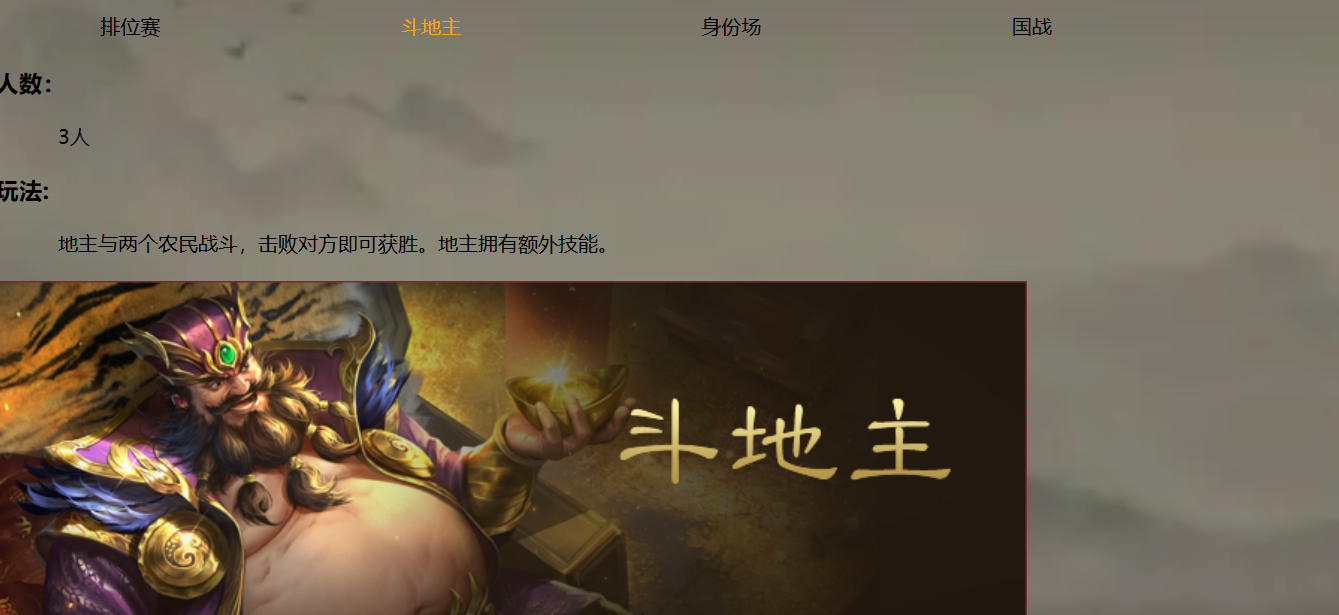 排位赛 斗地主 身份场 国战
人数：
3人
玩法:
地主与两个农民战斗，击败对方即可获胜。地主拥有额外技能。
斗地主